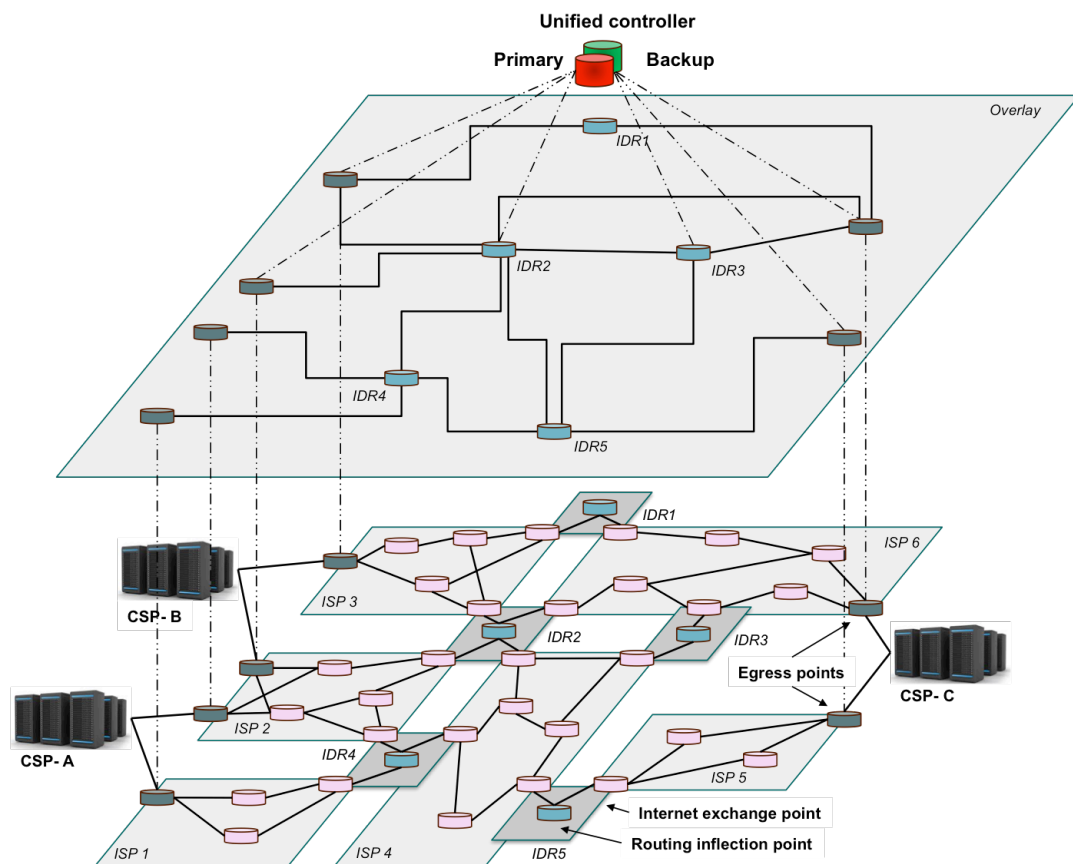 Unified controller
Primary
Backup
Overlay
IDR1
IDR2
IDR3
IDR4
IDR5
IDR1
ISP 6
CSP- B
ISP 3
IDR2
IDR3
Egress points
CSP- C
ISP 2
IDR4
CSP- A
ISP 5
Internet exchange point
Routing inflection point
ISP 1
ISP 4
IDR5